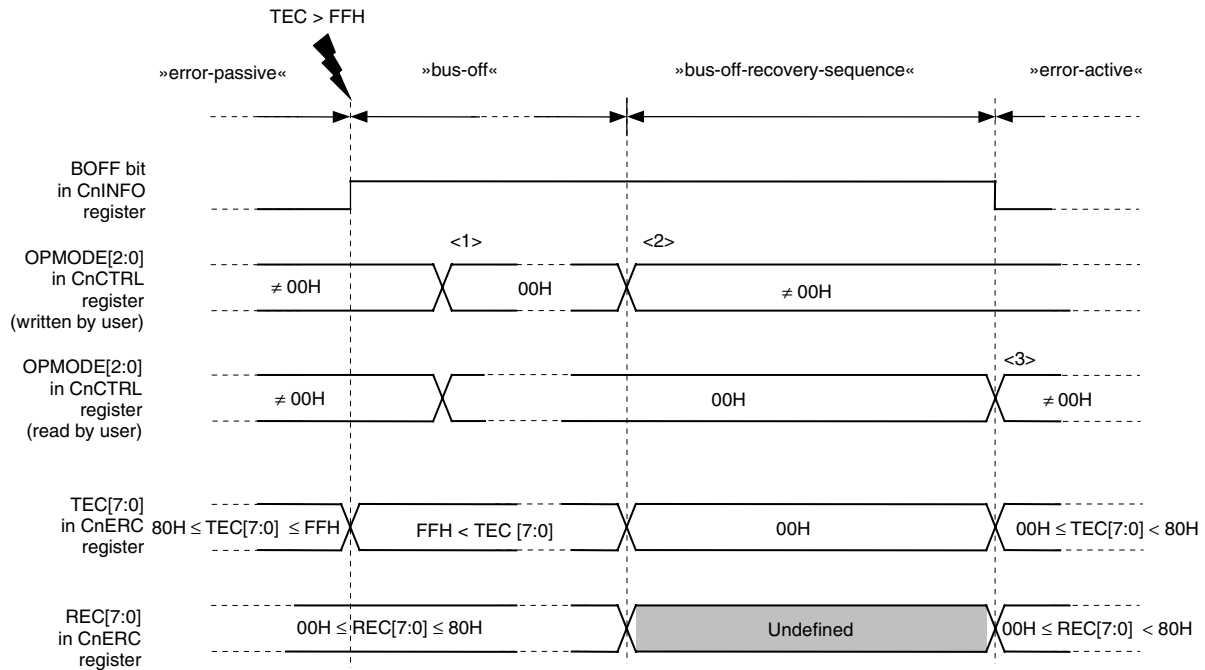 TEC > FFH
»error-passive«
»bus-off«
»bus-off-recovery-sequence«
»error-active«
BOFF bit
in CnINFO
register
<1>
<2>
OPMODE[2:0]
in CnCTRL
register
(written by user)
≠ 00H
00H
≠ 00H
<3>
OPMODE[2:0]
in CnCTRL
register
(read by user)
≠ 00H
00H
≠ 00H
TEC[7:0]
in CnERC
register
80H ≤ TEC[7:0] ≤ FFH
FFH < TEC [7:0]
00H
00H ≤ TEC[7:0] < 80H
REC[7:0]
in CnERC
register
00H ≤ REC[7:0] ≤ 80H
Undefined
00H ≤ REC[7:0] < 80H